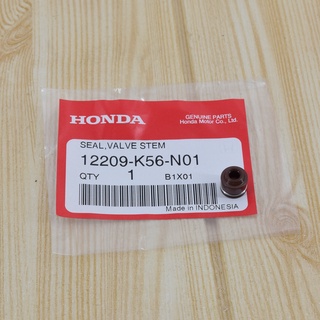 HONDA
GENUINE PARTS
Honda Motor Co., Ltd.
SEAL,VALVE STEM
12209-K56-N01
QTY 1 B1X01
Made in INDONESIA